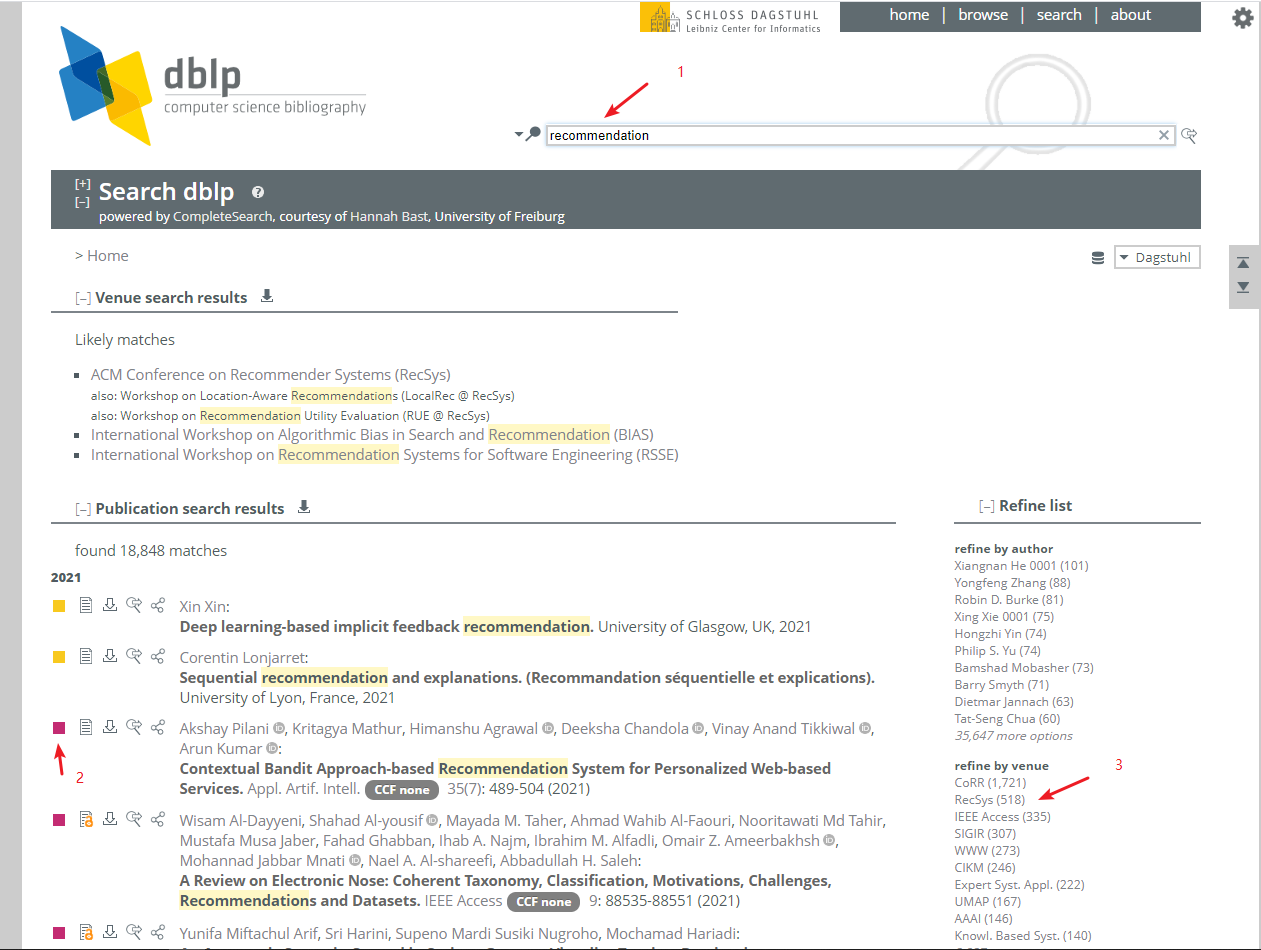 SCHLOSS DAGSTUHL
Leibniz Center for Informatics
home | browse | search | about
dblp
computer science bibliography
1
recommendation
[+]
[–]
Search dblp
powered by CompleteSearch, courtesy of Hannah Bast, University of Freiburg
> Home
Dagstuhl
[–] Venue search results
Likely matches
ACM Conference on Recommender Systems (RecSys)
also: Workshop on Location-Aware Recommendations (LocalRec @ RecSys)
also: Workshop on Recommendation Utility Evaluation (RUE @ RecSys)
International Workshop on Algorithmic Bias in Search and Recommendation (BIAS)
International Workshop on Recommendation Systems for Software Engineering (RSSE)
[–] Publication search results
found 18,848 matches
2021
Xin Xin:
Deep learning-based implicit feedback recommendation. University of Glasgow, UK, 2021
Corentin Lonjarret:
Sequential recommendation and explanations. (Recommandation séquentielle et explications).
University of Lyon, France, 2021
Akshay Pilani iD, Kritagya Mathur, Himanshu Agrawal iD, Deeksha Chandola iD, Vinay Anand Tikkiwal iD,
Arun Kumar iD:
2
Contextual Bandit Approach-based Recommendation System for Personalized Web-based
Services. Appl. Artif. Intell. CCF none 35(7): 489-504 (2021)
Wisam Al-Dayyeni, Shahad Al-yousif iD, Mayada M. Taher, Ahmad Wahib Al-Faouri, Nooritawati Md Tahir,
Mustafa Musa Jaber, Fahad Ghabban, Ihab A. Najm, Ibrahim M. Alfadli, Omair Z. Ameerbakhsh iD,
Mohannad Jabbar Mnati iD, Nael A. Al-shareefi, Abbadullah H. Saleh:
A Review on Electronic Nose: Coherent Taxonomy, Classification, Motivations, Challenges,
Recommendations and Datasets. IEEE Access CCF none 9: 88535-88551 (2021)
Yunifa Miftachul Arif, Sri Harini, Supeno Mardi Susiki Nugroho, Mochamad Hariadi:
[–] Refine list
refine by author
Xiangnan He 0001 (101)
Yongfeng Zhang (88)
Robin D. Burke (81)
Xing Xie 0001 (75)
Hongzhi Yin (74)
Philip S. Yu (74)
Bamshad Mobasher (73)
Barry Smyth (71)
Dietmar Jannach (63)
Tat-Seng Chua (60)
35,647 more options
refine by venue
3
CoRR (1,721)
RecSys (518)
IEEE Access (335)
SIGIR (307)
WWW (273)
CIKM (246)
Expert Syst. Appl. (222)
UMAP (167)
AAAI (146)
Knowl. Based Syst. (140)